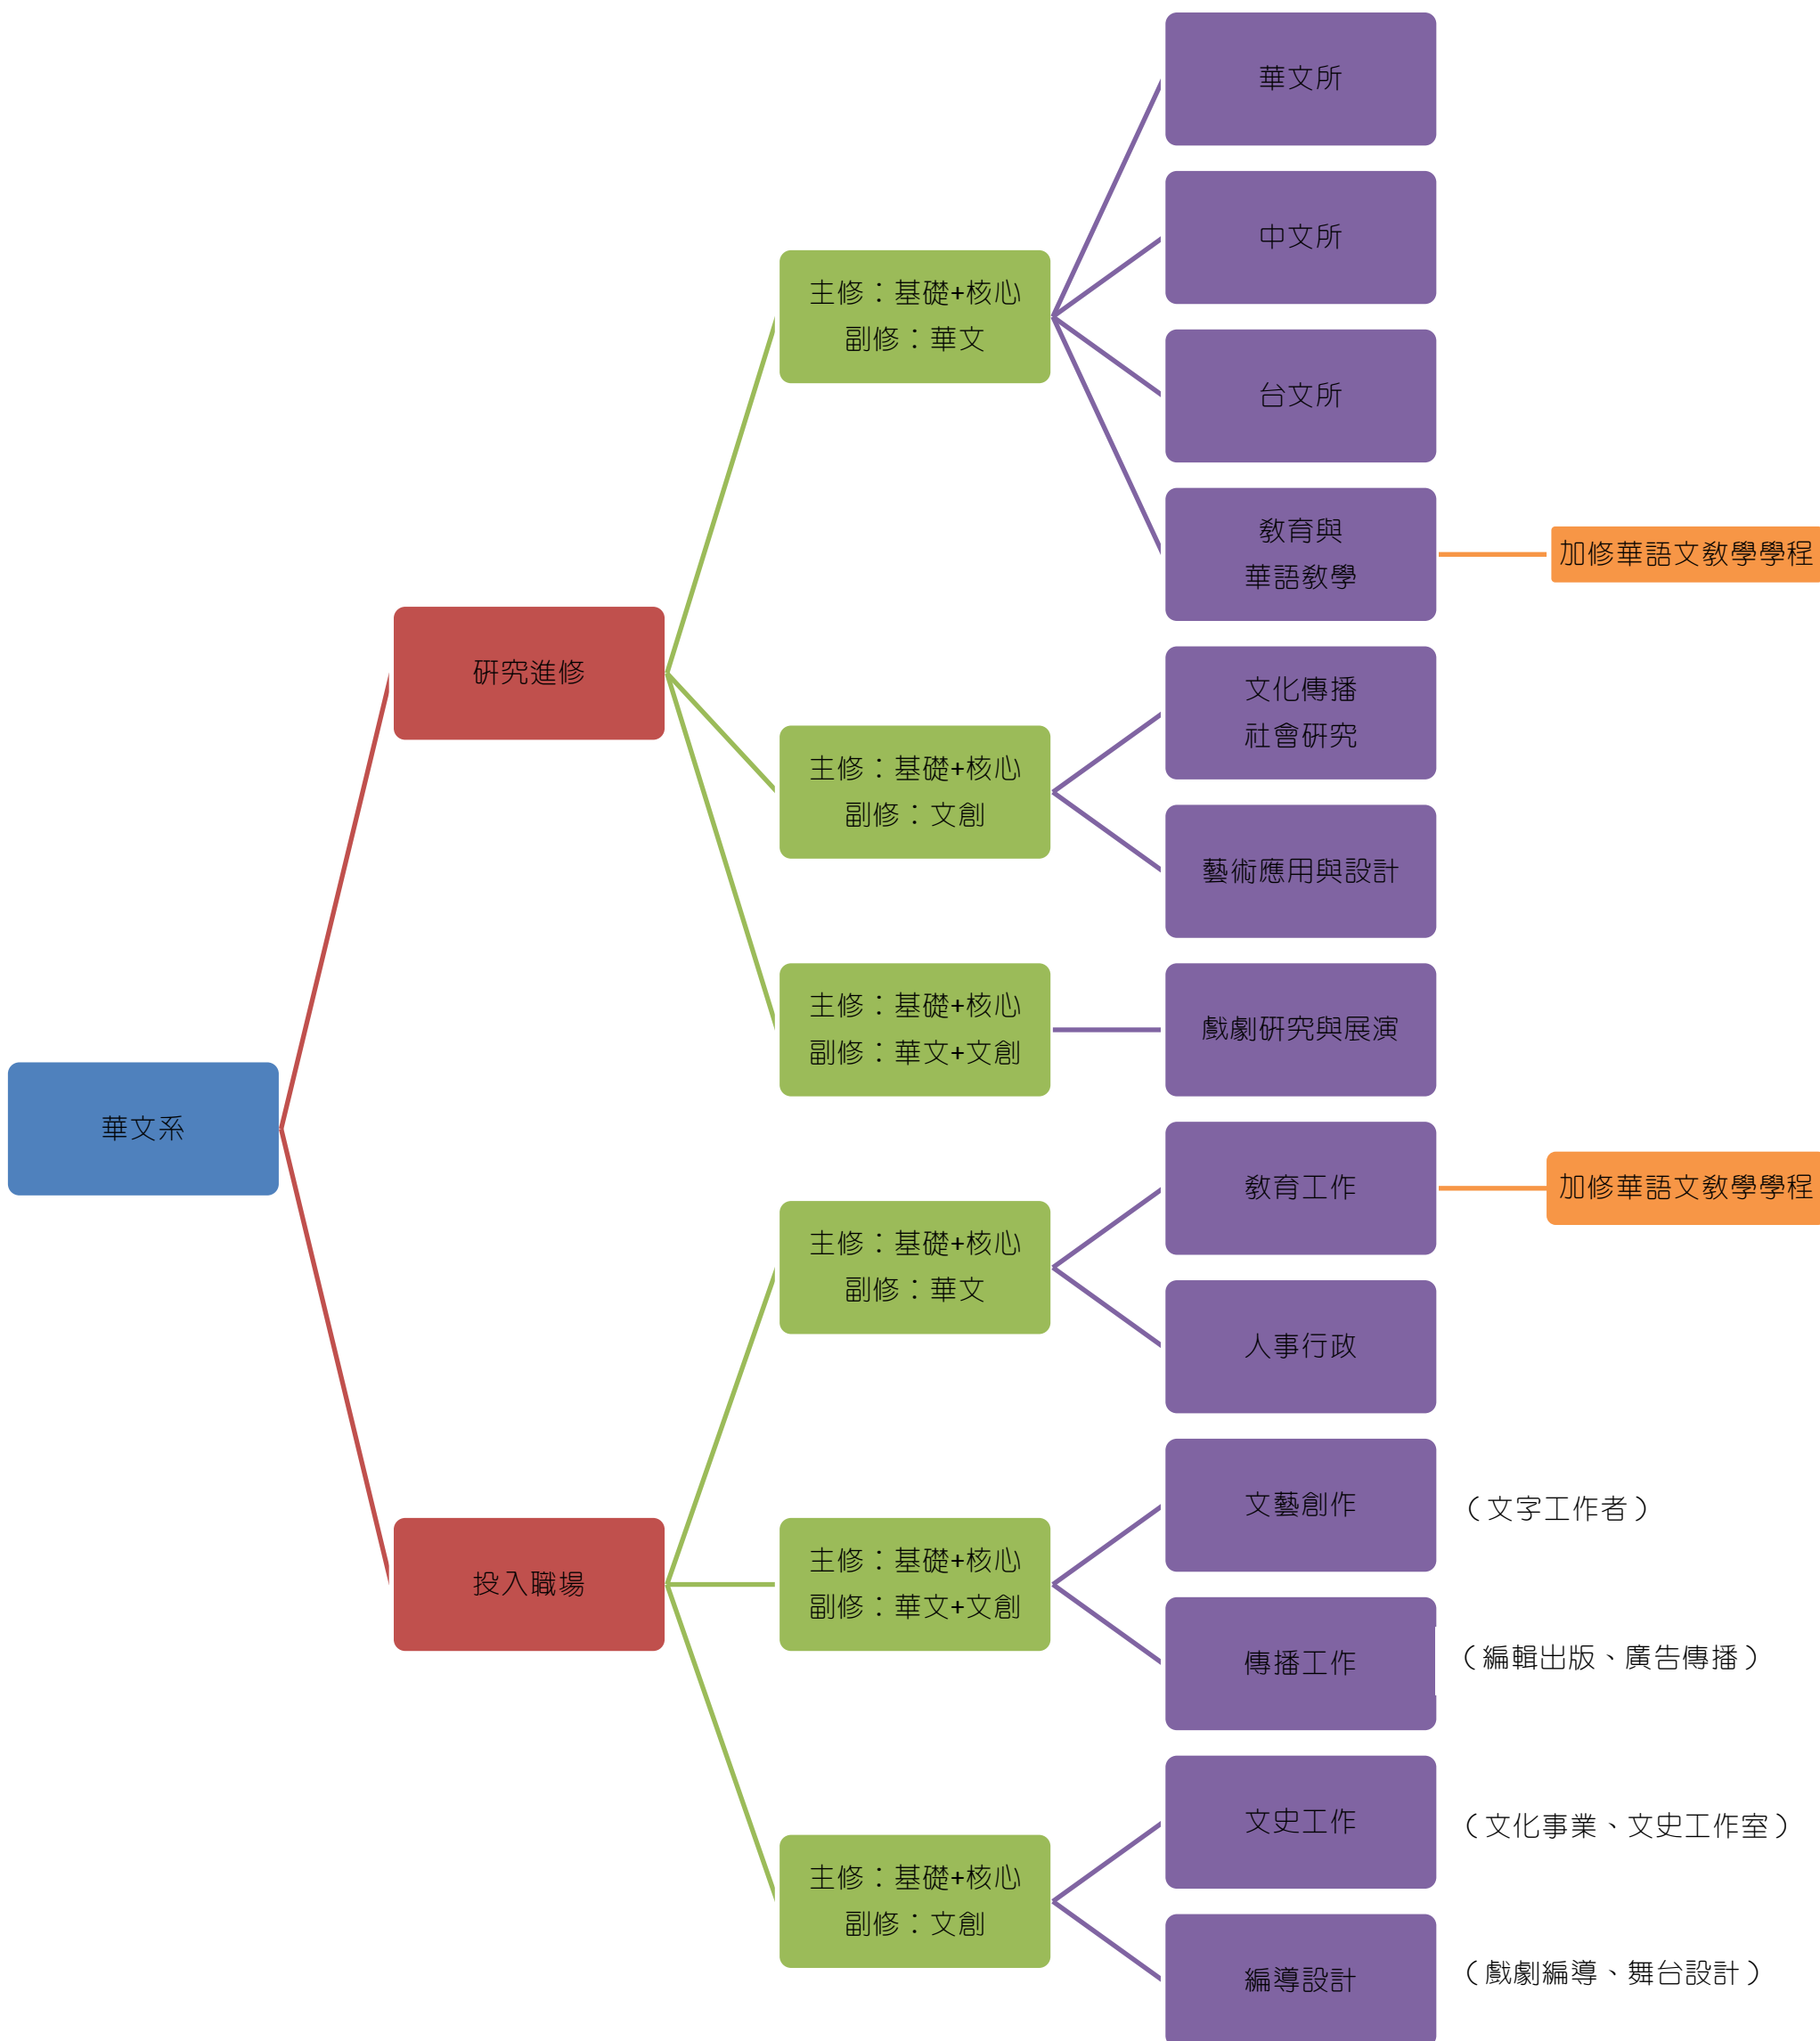 華文系
研究進修
主修：基礎+核心
副修：華文
華文所
中文所
台文所
教育與
華語教學
加修華語文教學學程
主修：基礎+核心
副修：文創
文化傳播
社會研究
藝術應用與設計
主修：基礎+核心
副修：華文+文創
戲劇研究與展演
投入職場
主修：基礎+核心
副修：華文
教育工作
加修華語文教學學程
人事行政
主修：基礎+核心
副修：華文+文創
文藝創作
（文字工作者）
傳播工作
（編輯出版、廣告傳播）
主修：基礎+核心
副修：文創
文史工作
（文化事業、文史工作室）
編導設計
（戲劇編導、舞台設計）